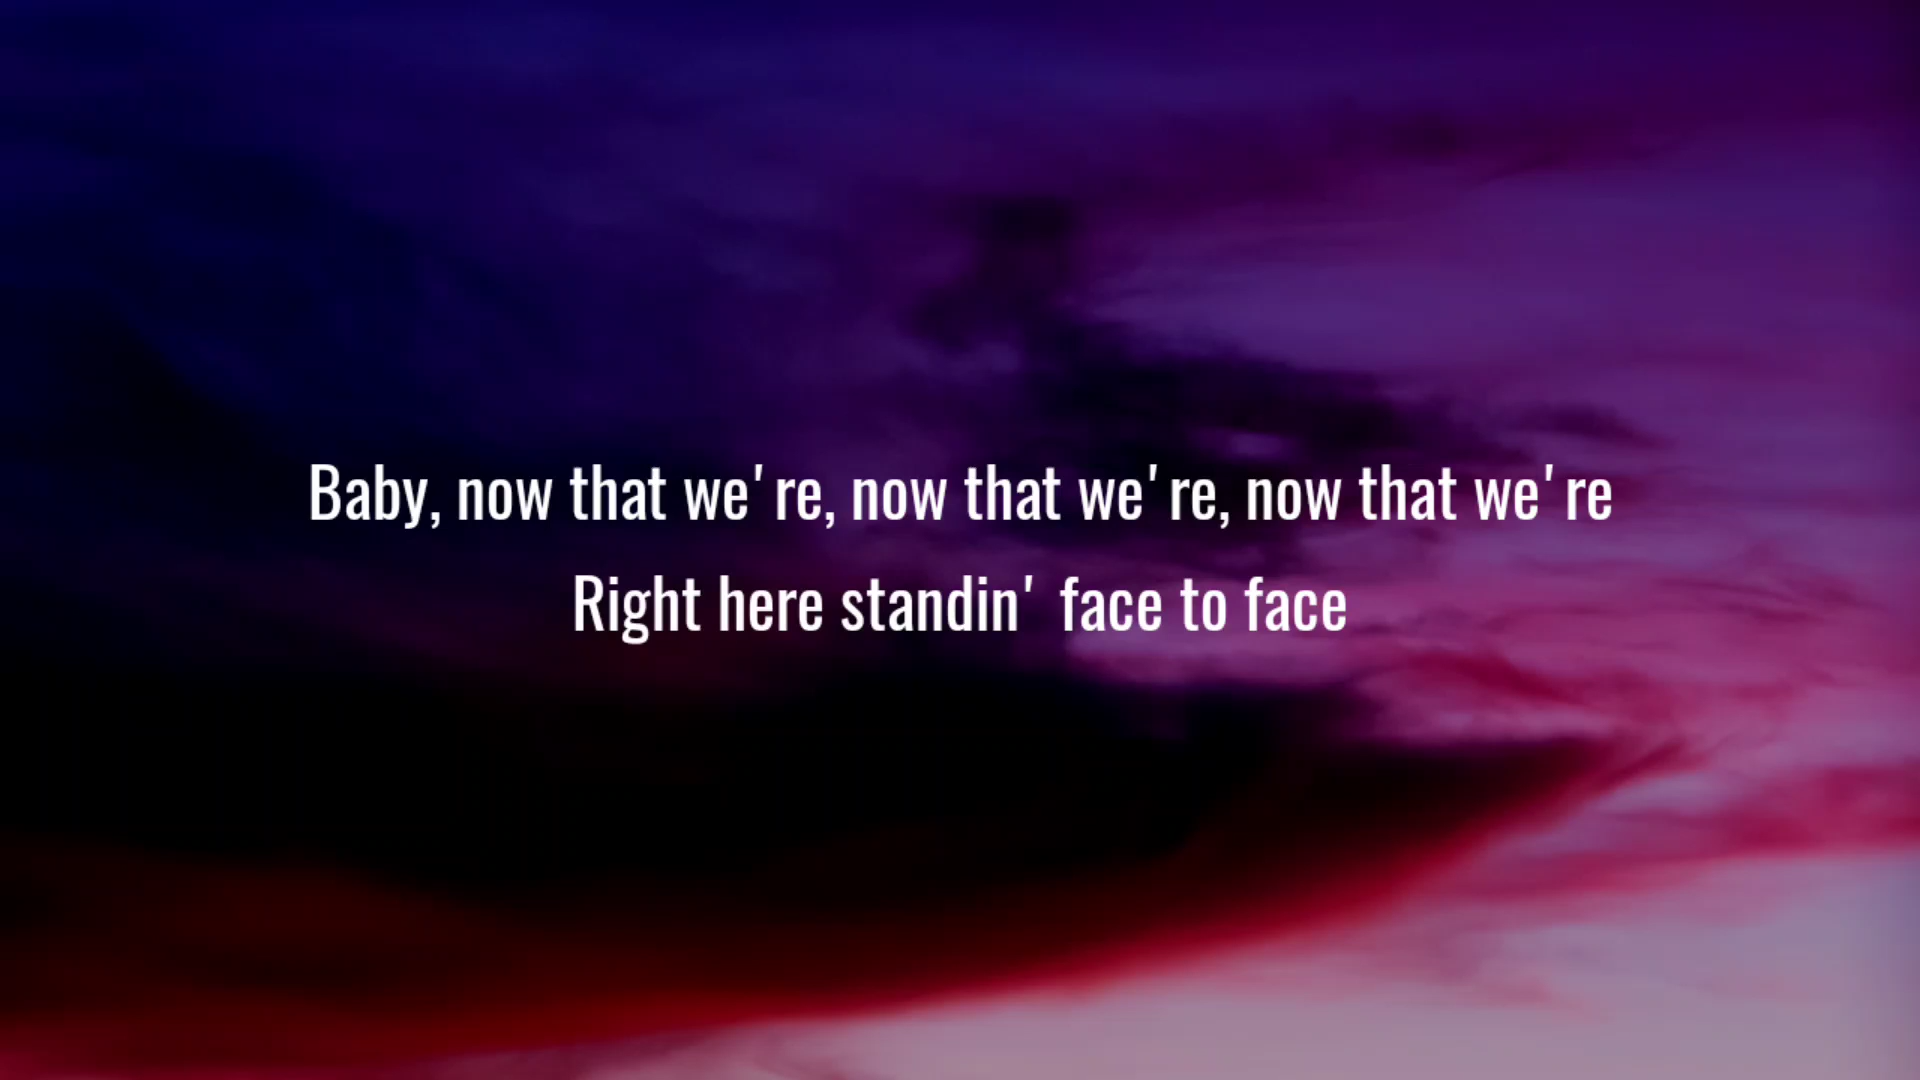 Baby, now that we're, now that we're, now that we're
Right here standin' face to face